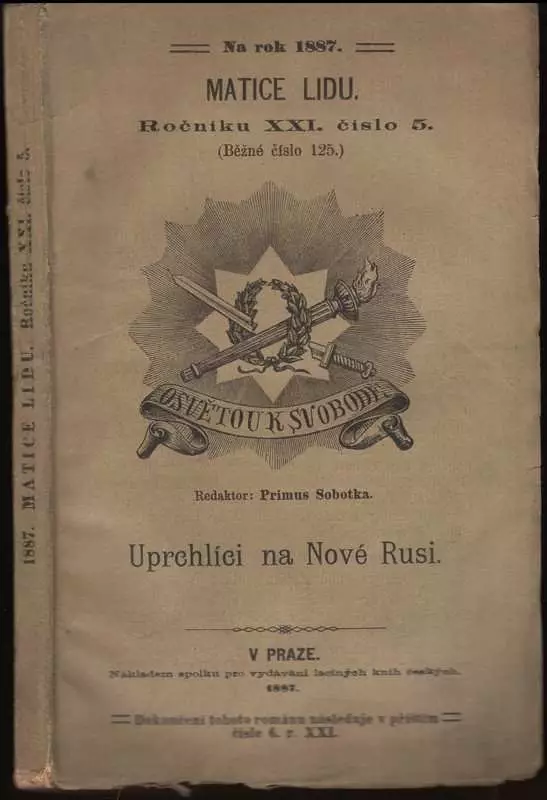 Na rok 1887.
MATICE LIDU.
Ročníku XXI. číslo 5.
(Běžné číslo 125.)
OSVĚTOU K SVOBODĚ
Redaktor: Primus Sobotka.
Uprchlíci na Nové Rusi.
V PRAZE.
Nákladem spolku pro vydávání laciných kněh českých.
1887.
Dokončení tohoto románu následuje v příštím
čísle 6. r. XXI.
1887. MATICE LIDU. Ročníku XXI. číslo 5.